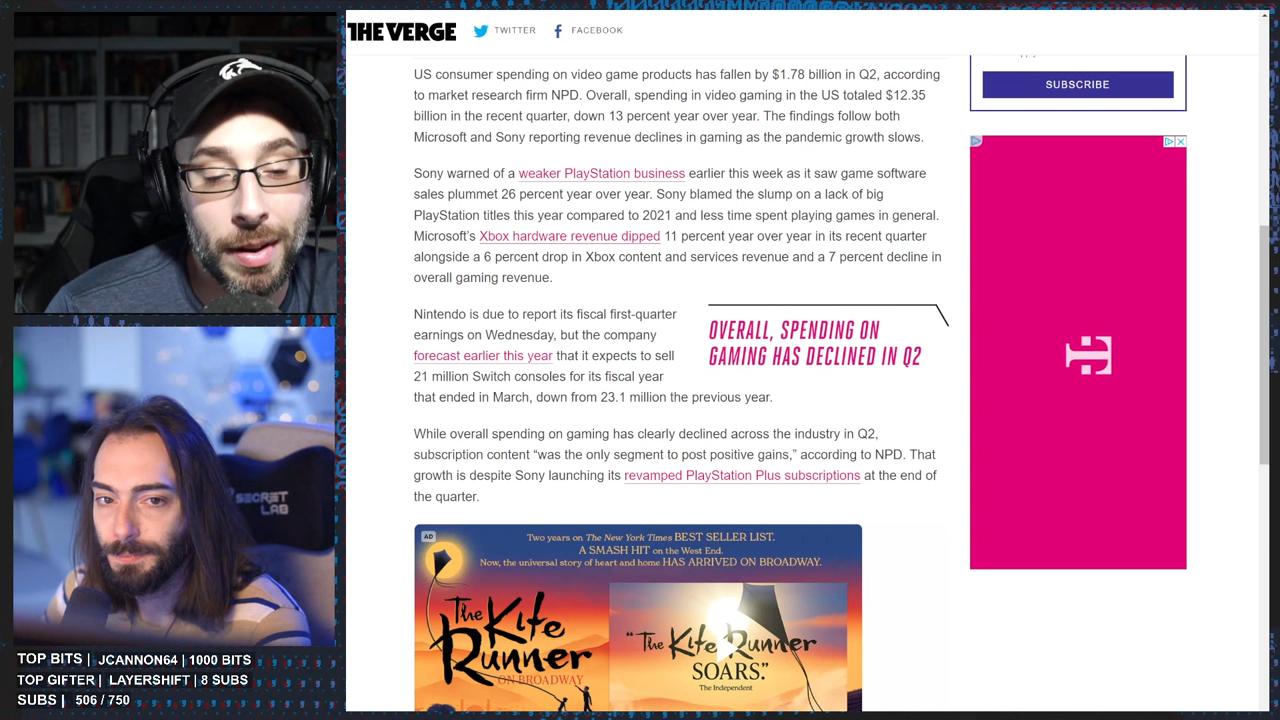 THE VERGE
TWITTER
FACEBOOK
US consumer spending on video game products has fallen by $1.78 billion in Q2, according
to market research firm NPD. Overall, spending in video gaming in the US totaled $12.35
billion in the recent quarter, down 13 percent year over year. The findings follow both
Microsoft and Sony reporting revenue declines in gaming as the pandemic growth slows.
Sony warned of a weaker PlayStation business earlier this week as it saw game software
sales plummet 26 percent year over year. Sony blamed the slump on a lack of big
PlayStation titles this year compared to 2021 and less time spent playing games in general.
Microsoft's Xbox hardware revenue dipped 11 percent year over year in its recent quarter
alongside a 6 percent drop in Xbox content and services revenue and a 7 percent decline in
overall gaming revenue.
Nintendo is due to report its fiscal first-quarter
earnings on Wednesday, but the company
forecast earlier this year that it expects to sell
21 million Switch consoles for its fiscal year
that ended in March, down from 23.1 million the previous year.
OVERALL, SPENDING ON
GAMING HAS DECLINED IN Q2
While overall spending on gaming has clearly declined across the industry in Q2,
subscription content “was the only segment to post positive gains,” according to NPD. That
growth is despite Sony launching its revamped PlayStation Plus subscriptions at the end of
the quarter.
AD
Two years on The New York Times BEST SELLER LIST.
A SMASH HIT on the West End.
Now, the universal story of heart and home HAS ARRIVED ON BROADWAY.
The Kite
Runner
ON BROADWAY
"The Kite Runner
SOARS."
The Independent
SUBSCRIBE
SECRET
LAB
TOP BITS | JCANNON64 | 1000 BITS
TOP GIFTER | LAYERSHIFT | 8 SUBS
SUBS | 506 / 750